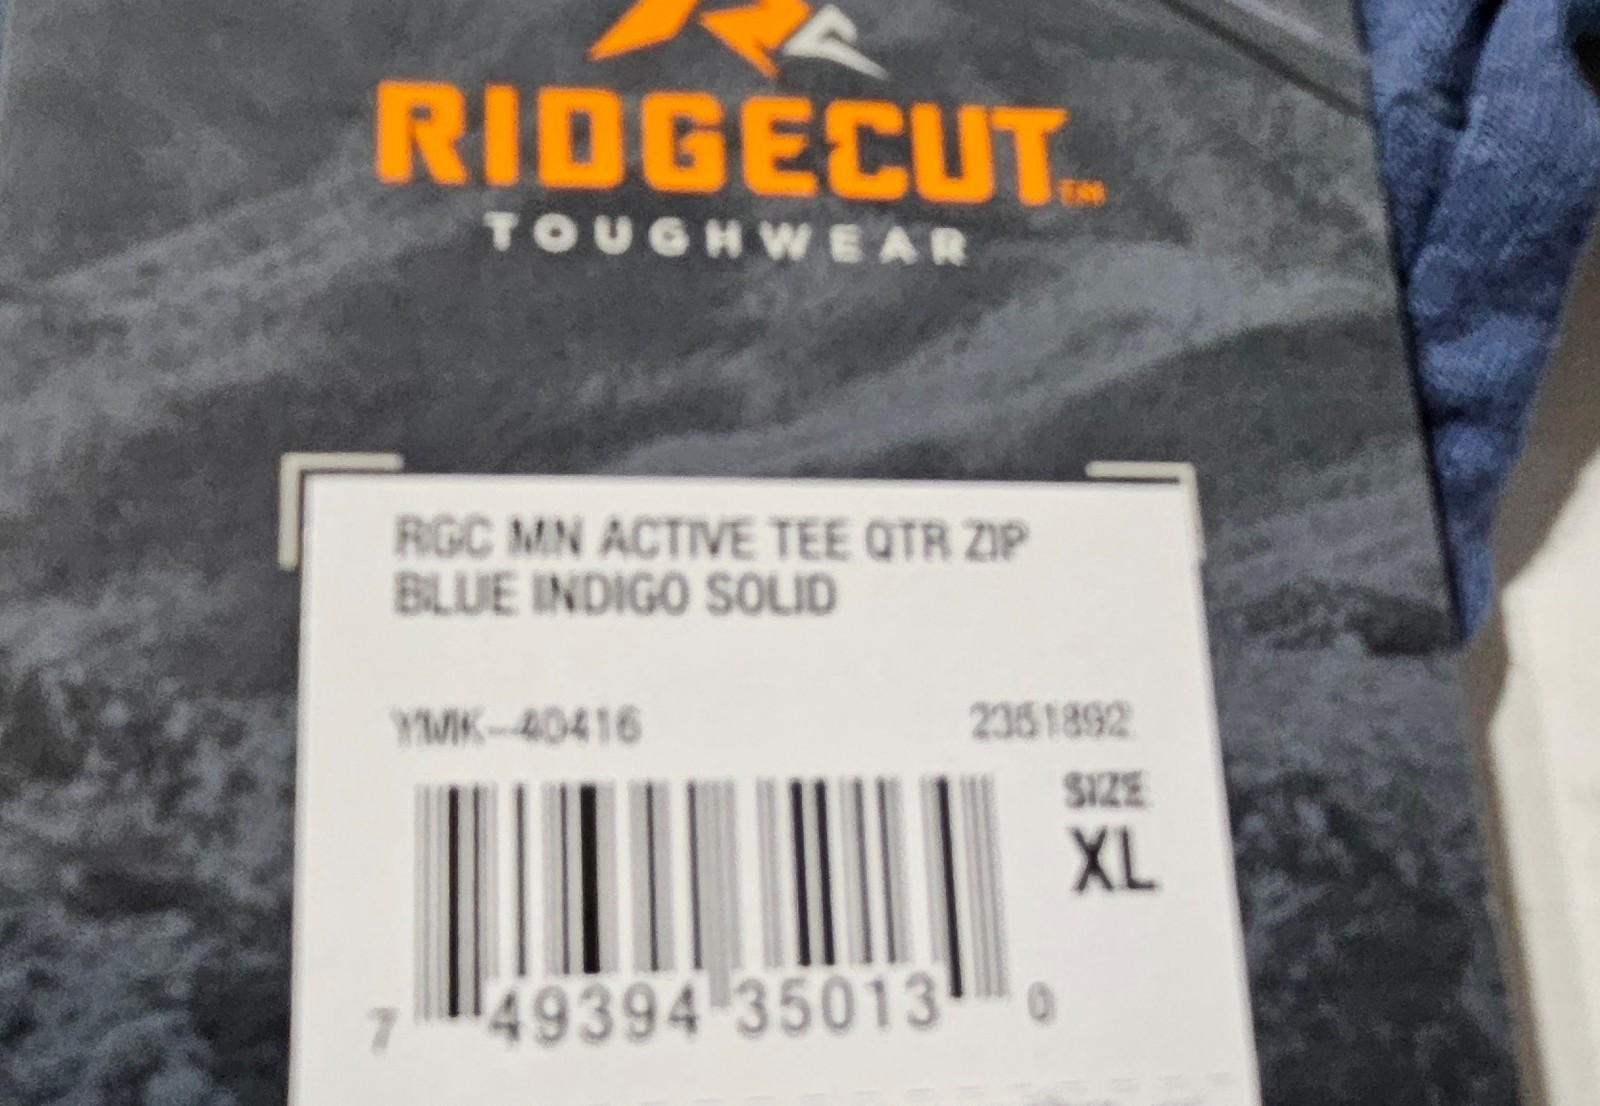 RIDGECUT™
TOUGHWEAR
RGC MN ACTIVE TEE QTR ZIP
BLUE INDIGO SOLID
YMK-40416 2351892
SIZE
XL
7 49394 35013 0